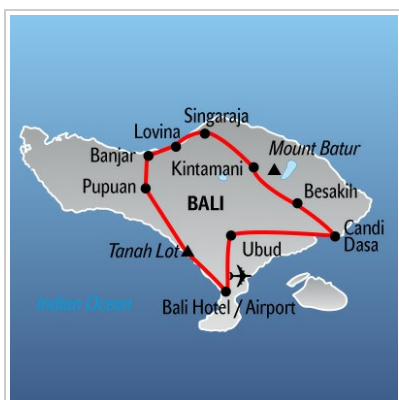 Singaraja
Lovina
Mount Batur
Banjar
Kintamani
Pupuan
BALI
Besakih
Candi
Dasa
Tanah Lot
Ubud
Indian Ocean
Bali Hotel / Airport